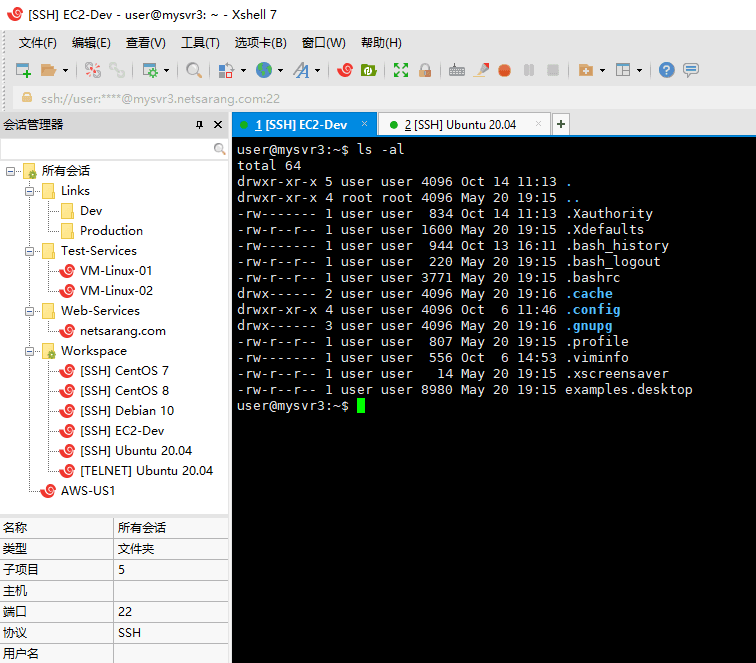 [SSH] EC2-Dev - user@mysvr3: ~ - Xshell 7
文件(F) 编辑(E) 查看(V) 工具(T) 选项卡(B) 窗口(W) 帮助(H)
ssh://user:****@mysvr3.netsarang.com:22
会话管理器
所有会话
Links
Dev
Production
Test-Services
VM-Linux-01
VM-Linux-02
Web-Services
netsarang.com
Workspace
[SSH] CentOS 7
[SSH] CentOS 8
[SSH] Debian 10
[SSH] EC2-Dev
[SSH] Ubuntu 20.04
[TELNET] Ubuntu 20.04
AWS-US1
名称 所有会话
类型 文件夹
子项目 5
主机
端口 22
协议 SSH
用户名
1 [SSH] EC2-Dev × 2 [SSH] Ubuntu 20.04 × +
user@mysvr3:~$ ls -al
total 64
drwxr-xr-x 5 user user 4096 Oct 14 11:13 .
drwxr-xr-x 4 root root 4096 May 20 19:15 ..
-rw------- 1 user user  834 Oct 14 11:13 .Xauthority
-rw-r--r-- 1 user user 1600 May 20 19:15 .Xdefaults
-rw------- 1 user user  944 Oct 13 16:11 .bash_history
-rw-r--r-- 1 user user  220 May 20 19:15 .bash_logout
-rw-r--r-- 1 user user 3771 May 20 19:15 .bashrc
drwx------ 2 user user 4096 May 20 19:16 .cache
drwxr-xr-x 4 user user 4096 Oct  6 11:46 .config
drwx------ 3 user user 4096 May 20 19:16 .gnupg
-rw-r--r-- 1 user user  807 May 20 19:15 .profile
-rw------- 1 user user  556 Oct  6 14:53 .viminfo
-rw-r--r-- 1 user user   14 May 20 19:15 .xscreensaver
-rw-r--r-- 1 user user 8980 May 20 19:15 examples.desktop
user@mysvr3:~$